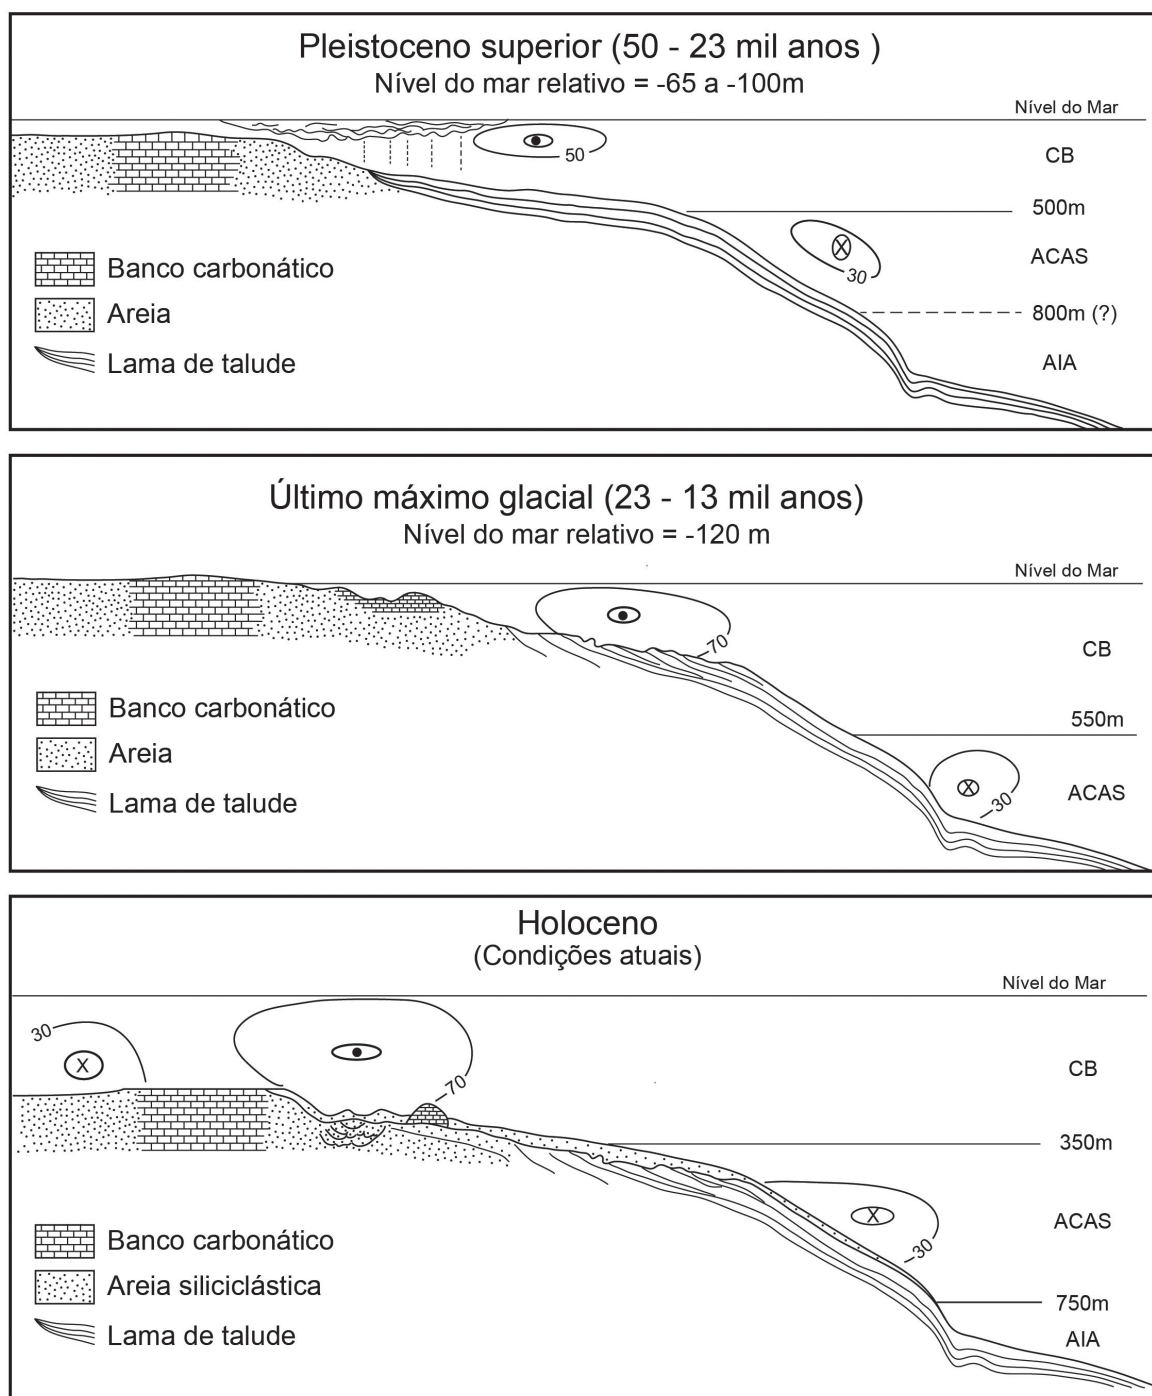 Pleistoceno superior (50 - 23 mil anos )
Nível do mar relativo = -65 a -100m
Nível do Mar
50
CB
500m
30
ACAS
800m (?)
AIA
Banco carbonático
Areia
Lama de talude
Último máximo glacial (23 - 13 mil anos)
Nível do mar relativo = -120 m
Nível do Mar
70
CB
550m
30
ACAS
Banco carbonático
Areia
Lama de talude
Holoceno
(Condições atuais)
Nível do Mar
30
X
70
CB
350m
X
ACAS
30
750m
AIA
Banco carbonático
Areia siliciclástica
Lama de talude